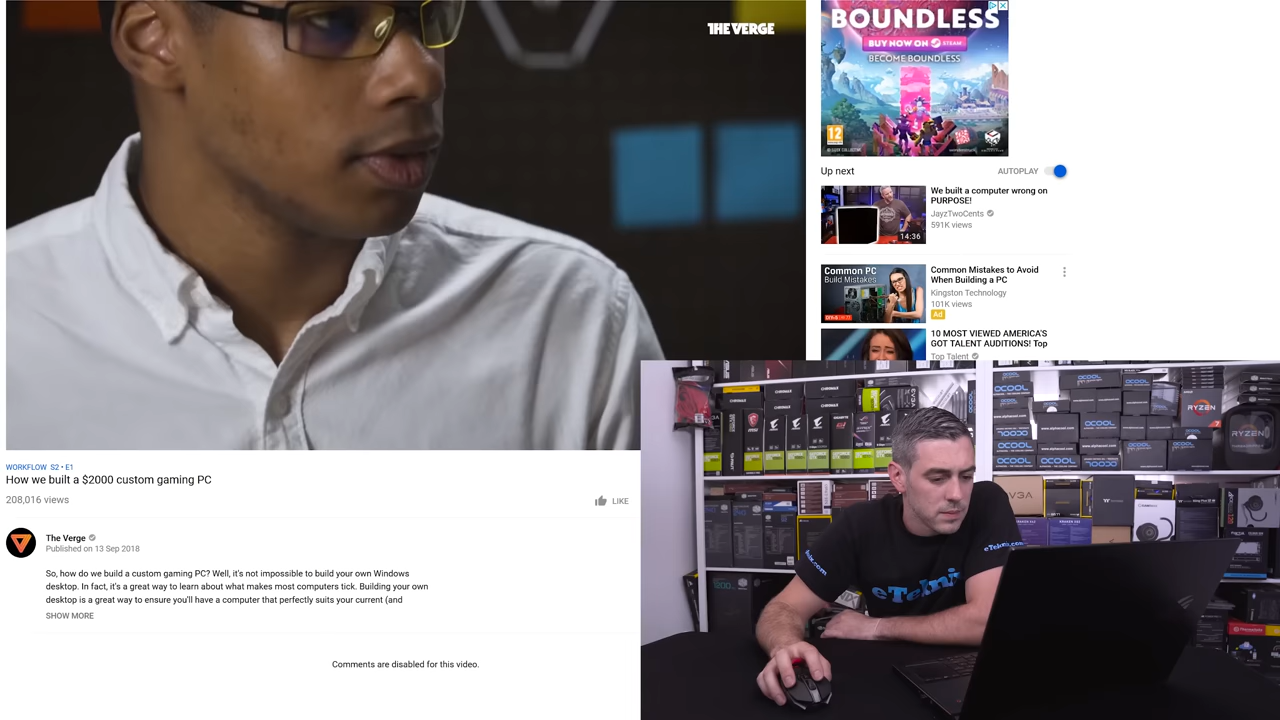 THE VERGE
BOUNDLESS
BUY NOW ON STEAM
BECOME BOUNDLESS
12
Up next
AUTOPLAY
We built a computer wrong on
PURPOSE!
JayzTwoCents
591K views
14:36
Common PC
Build Mistakes
Common Mistakes to Avoid
When Building a PC
Kingston Technology
101K views
Ad
10 MOST VIEWED AMERICA'S
GOT TALENT AUDITIONS! Top
Top Talent
WORKFLOW S2 • E1
How we built a $2000 custom gaming PC
208,016 views
LIKE
The Verge
Published on 13 Sep 2018
So, how do we build a custom gaming PC? Well, it's not impossible to build your own Windows
desktop. In fact, it's a great way to learn about what makes most computers tick. Building your own
desktop is a great way to ensure you'll have a computer that perfectly suits your current (and
SHOW MORE
Comments are disabled for this video.
RYZEN
RYZEN
EVGA
eTeknix